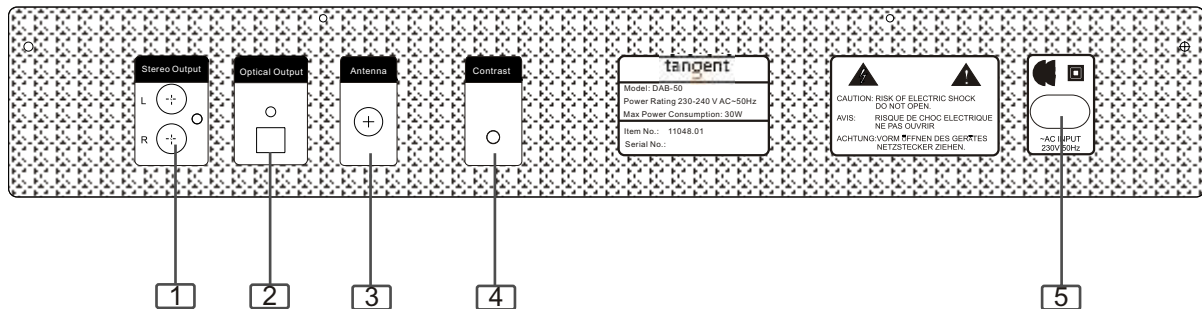 Stereo Output
L
R
Optical Output
Antenna
Contrast
tangent
Model: DAB-50
Power Rating 230-240 V AC~50Hz
Max Power Consumption: 30W
Item No.: 11048.01
Serial No.:
CAUTION: RISK OF ELECTRIC SHOCK
DO NOT OPEN.
AVIS: RISQUE DE CHOC ELECTRIQUE
NE PAS OUVRIR
ACHTUNG:VORM ÖFFNEN DES GERÄTES
NETZSTECKER ZIEHEN.
~AC INPUT
230V 50Hz
1
2
3
4
5